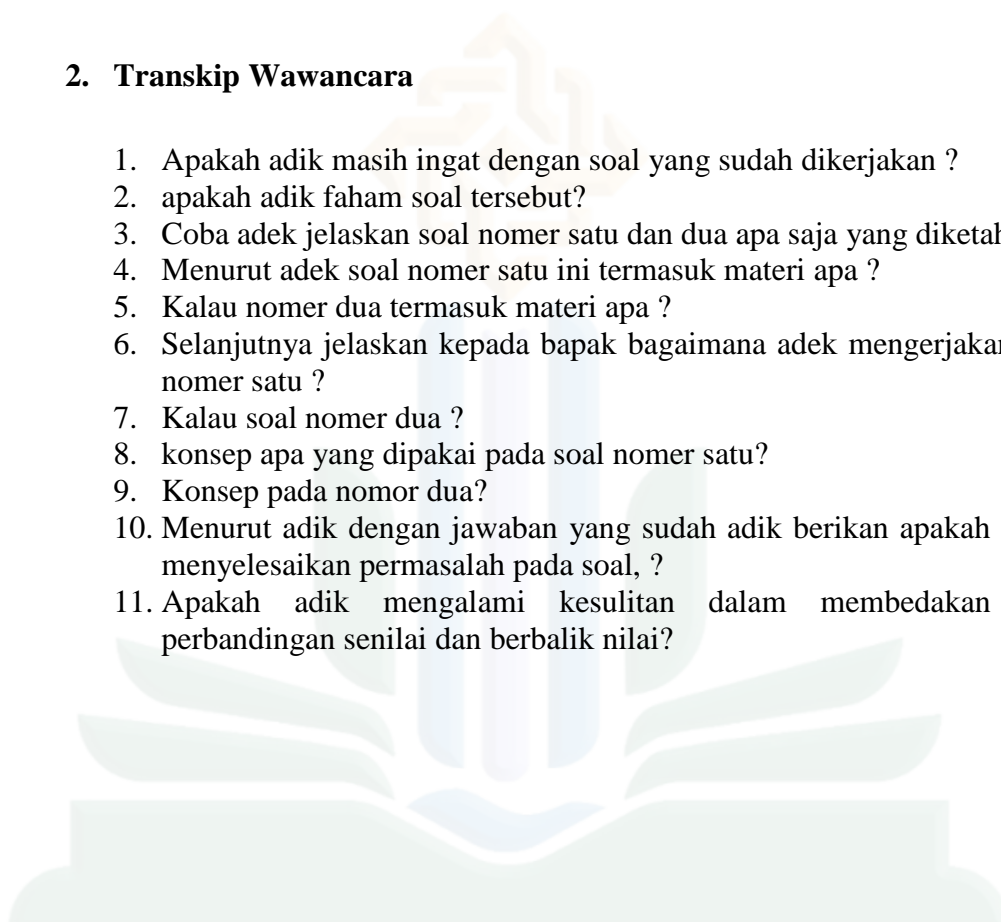 2. Transkip Wawancara
1. Apakah adik masih ingat dengan soal yang sudah dikerjakan ?
2. apakah adik faham soal tersebut?
3. Coba adek jelaskan soal nomer satu dan dua apa saja yang diketah
4. Menurut adek soal nomer satu ini termasuk materi apa ?
5. Kalau nomer dua termasuk materi apa ?
6. Selanjutnya jelaskan kepada bapak bagaimana adek mengerjakan
nomer satu ?
7. Kalau soal nomer dua ?
8. konsep apa yang dipakai pada soal nomer satu?
9. Konsep pada nomor dua?
10. Menurut adik dengan jawaban yang sudah adik berikan apakah
menyelesaikan permasalah pada soal, ?
11. Apakah adik mengalami kesulitan dalam membedakan
perbandingan senilai dan berbalik nilai?